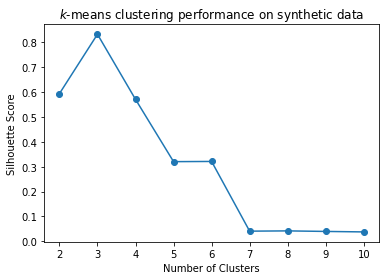 k-means clustering performance on synthetic data
Silhouette Score
0.8
0.7
0.6
0.5
0.4
0.3
0.2
0.1
0.0
2 3 4 5 6 7 8 9 10
Number of Clusters